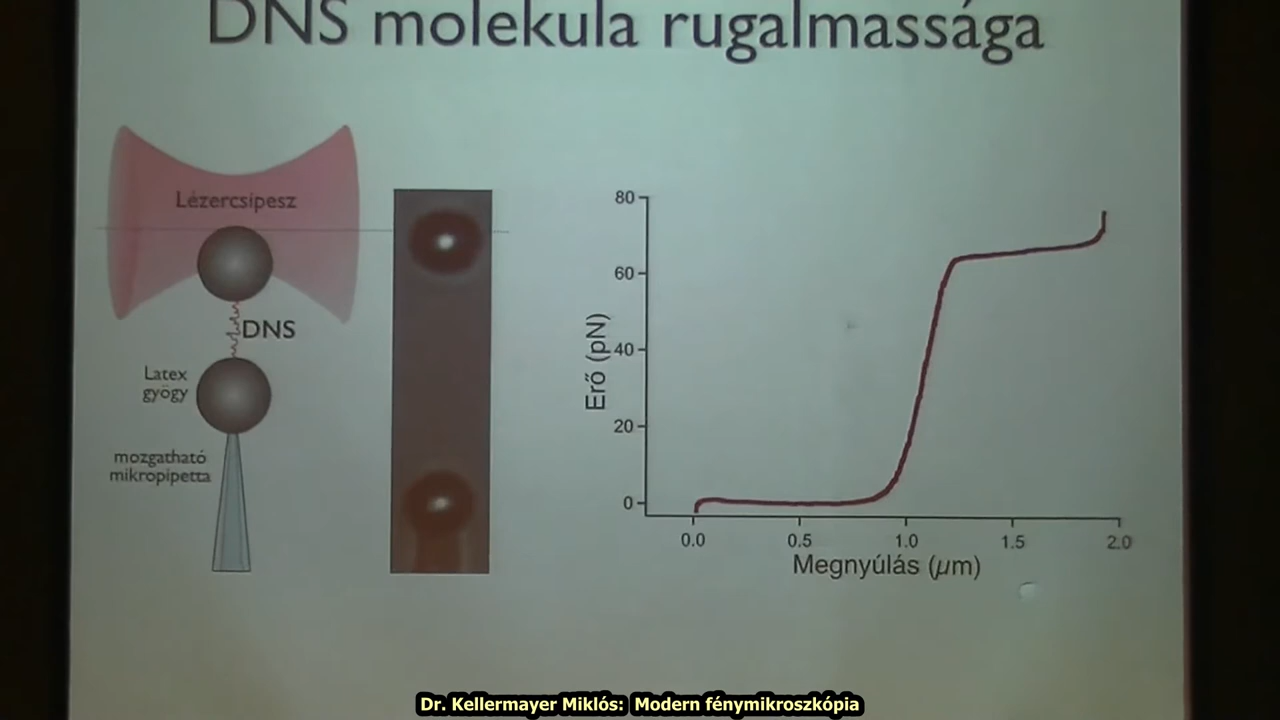 DNS molekula rugalmassága
Lézercsipesz
DNS
Latex
gyögy
mozgatható
mikropipetta
80
60
40
20
0
Erő (pN)
0.0 0.5 1.0 1.5 2.0
Megnyúlás (µm)
Dr. Kellermayer Miklós: Modern fénymikroszkópia